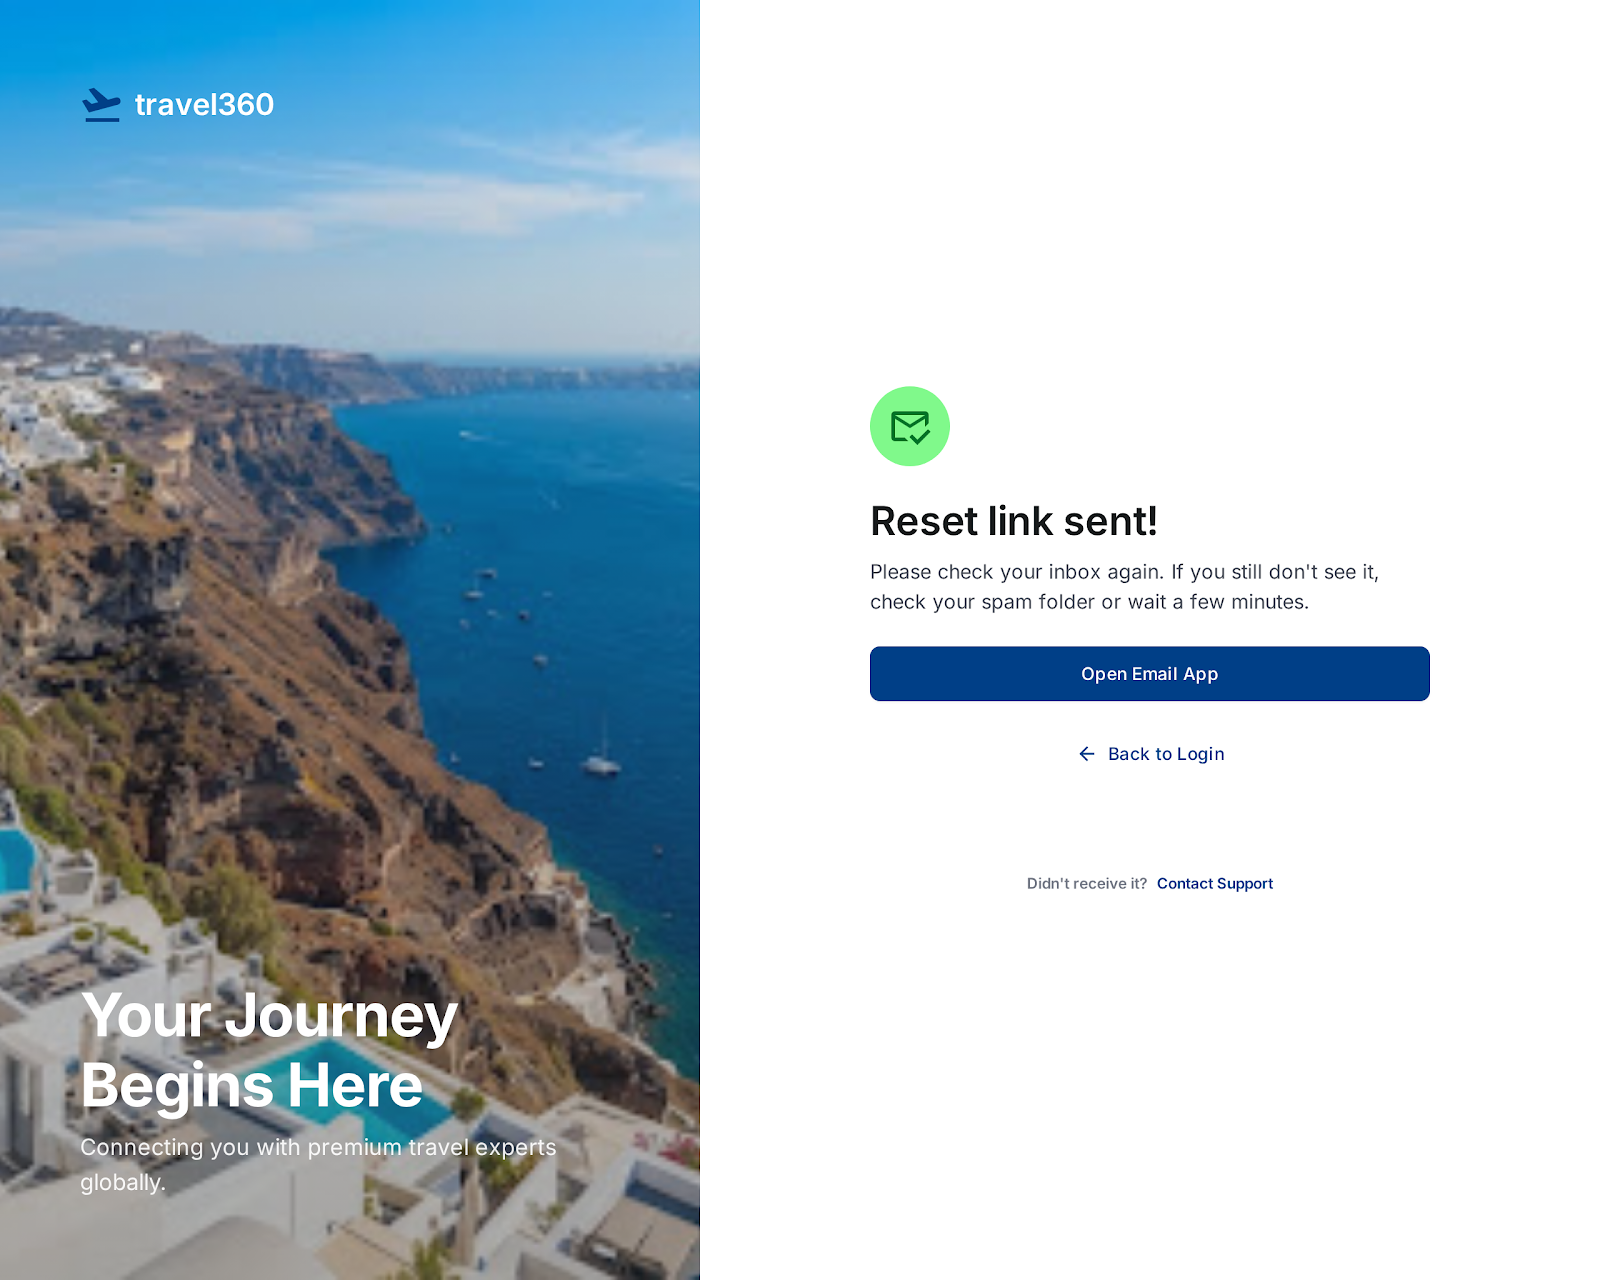 travel360
Your Journey
Begins Here
Connecting you with premium travel experts
globally.
Reset link sent!
Please check your inbox again. If you still don't see it,
check your spam folder or wait a few minutes.
Open Email App
Back to Login
Didn't receive it? Contact Support